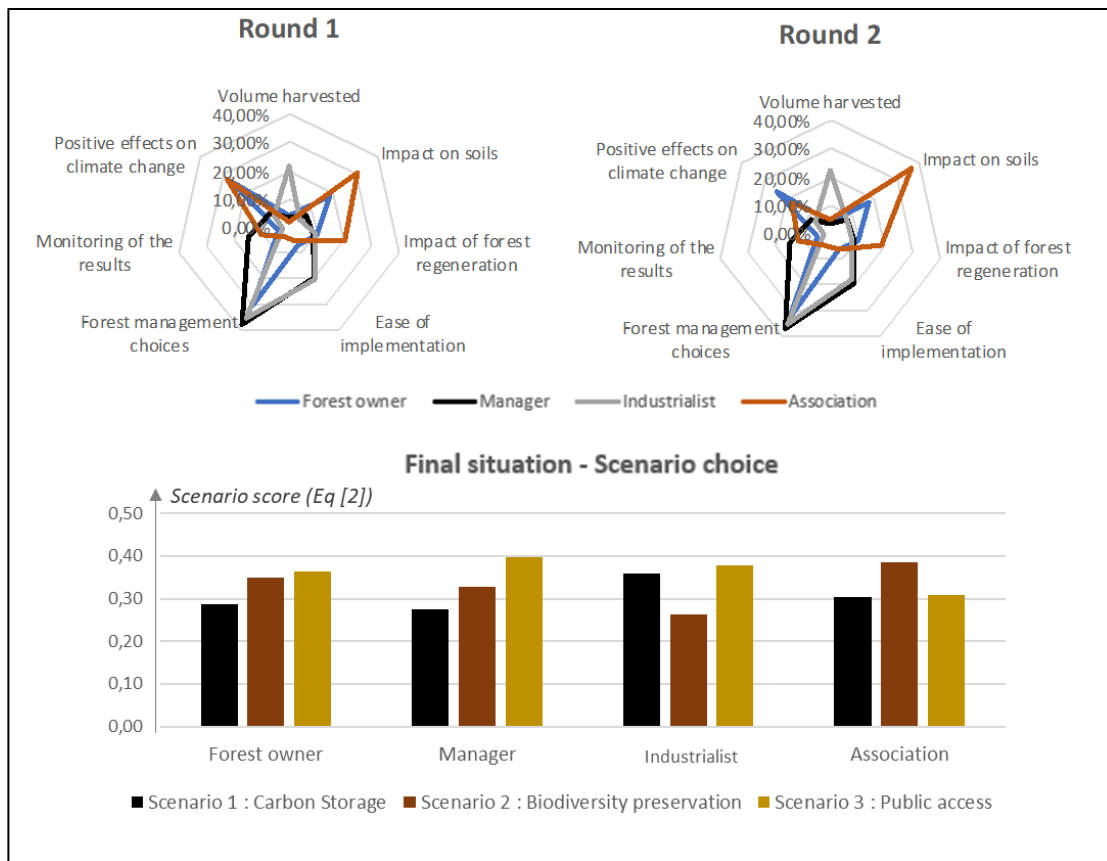 Round 1
Round 2
Volume harvested
40,00%
30,00%
20,00%
10,00%
0,00%
Positive effects on
climate change
Impact on soils
Monitoring of the
results
Impact of forest
regeneration
Forest management
choices
Ease of
implementation
Volume harvested
40,00%
30,00%
20,00%
10,00%
0,00%
Positive effects on
climate change
Impact on soils
Monitoring of the
results
Impact of forest
regeneration
Forest management
choices
Ease of
implementation
Forest owner Manager Industrialist Association
Final situation - Scenario choice
Scenario score (Eq [2])
0,50
0,40
0,30
0,20
0,10
0,00
Forest owner Manager Industrialist Association
Scenario 1 : Carbon Storage Scenario 2 : Biodiversity preservation Scenario 3 : Public access